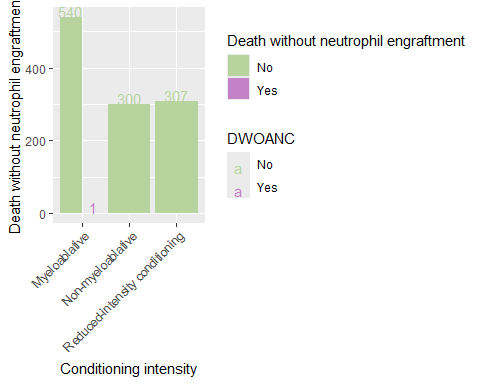 Death without neutrophil engraftmen
540
400
300
307
200
1
0
Myeloablative
Non-myeloablative
Reduced-intensity conditioning
Conditioning intensity
Death without neutrophil engraftment
No
Yes
DWOANC
a No
a Yes